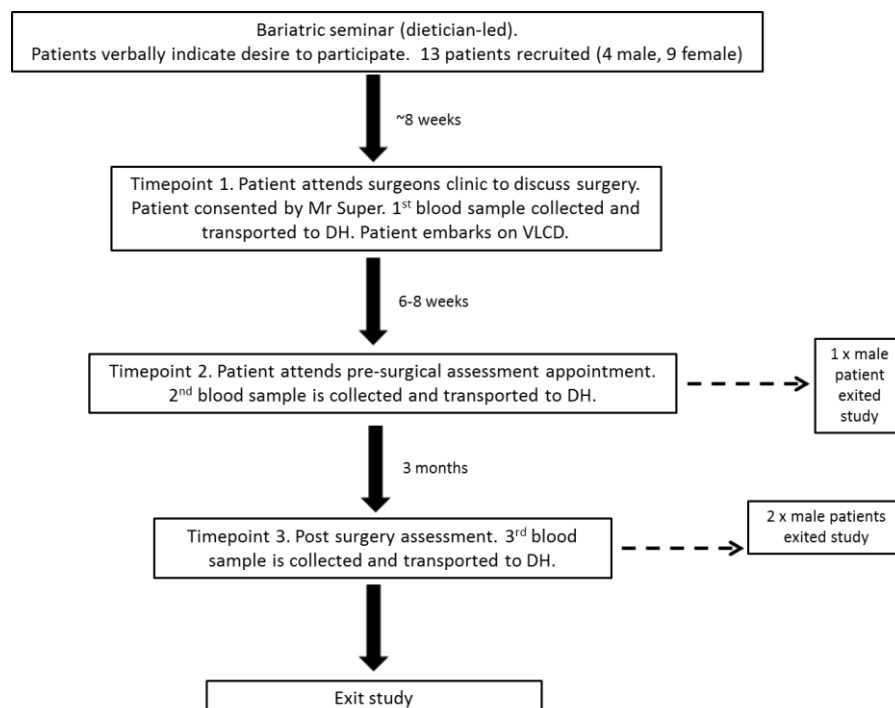 Bariatric seminar (dietician-led).
Patients verbally indicate desire to participate. 13 patients recruited (4 male, 9 female)
~8 weeks
Timepoint 1. Patient attends surgeons clinic to discuss surgery.
Patient consented by Mr Super. 1st blood sample collected and
transported to DH. Patient embarks on VLCD.
6-8 weeks
Timepoint 2. Patient attends pre-surgical assessment appointment.
2nd blood sample is collected and transported to DH.
1 x male
patient
exited
study
3 months
Timepoint 3. Post surgery assessment. 3rd blood
sample is collected and transported to DH.
2 x male patients
exited study
Exit study